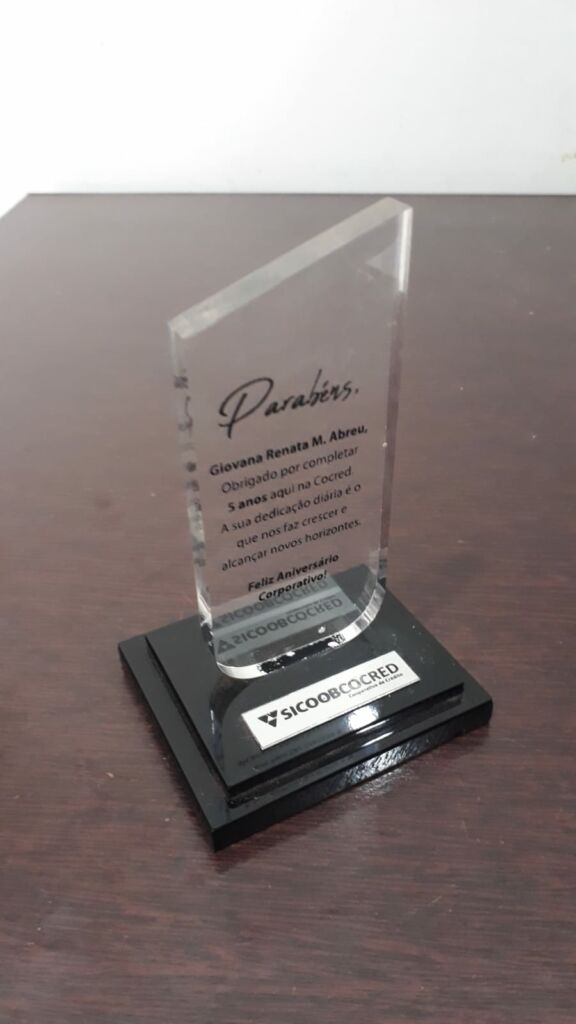 Parabéns,
Giovana Renata M. Abreu,
Obrigado por completar
5 anos aqui na Cocred.
A sua dedicação diária é o
que nos faz crescer e
alcançar novos horizontes.
Feliz Aniversário
Corporativo!
SICOOBCOCRED
Cooperativa de Crédito